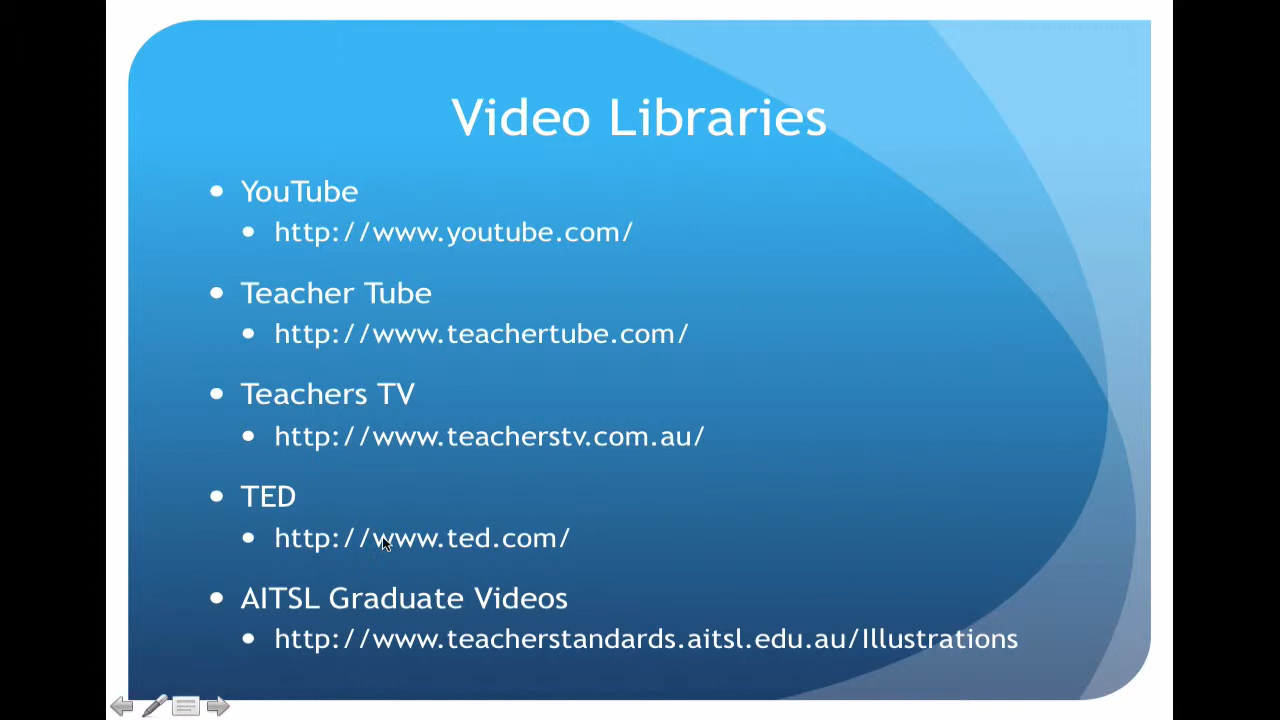 Video Libraries
YouTube
http://www.youtube.com/
Teacher Tube
http://www.teachertube.com/
Teachers TV
http://www.teacherstv.com.au/
TED
http://www.ted.com/
AITSL Graduate Videos
http://www.teacherstandards.aitsl.edu.au/Illustrations